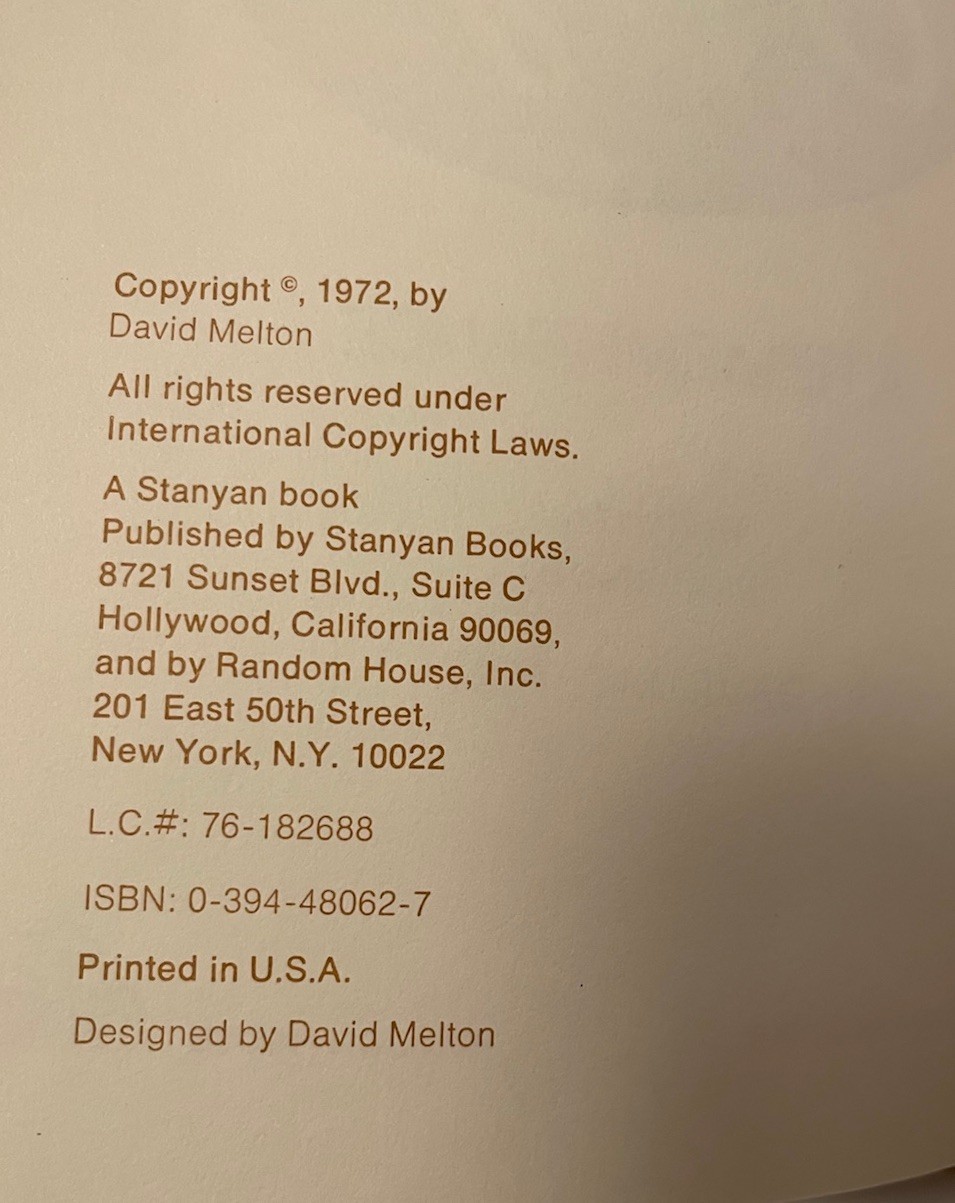 Copyright ©, 1972, by
David Melton
All rights reserved under
International Copyright Laws.
A Stanyan book
Published by Stanyan Books,
8721 Sunset Blvd., Suite C
Hollywood, California 90069,
and by Random House, Inc.
201 East 50th Street,
New York, N.Y. 10022
L.C.#: 76-182688
ISBN: 0-394-48062-7
Printed in U.S.A.
Designed by David Melton